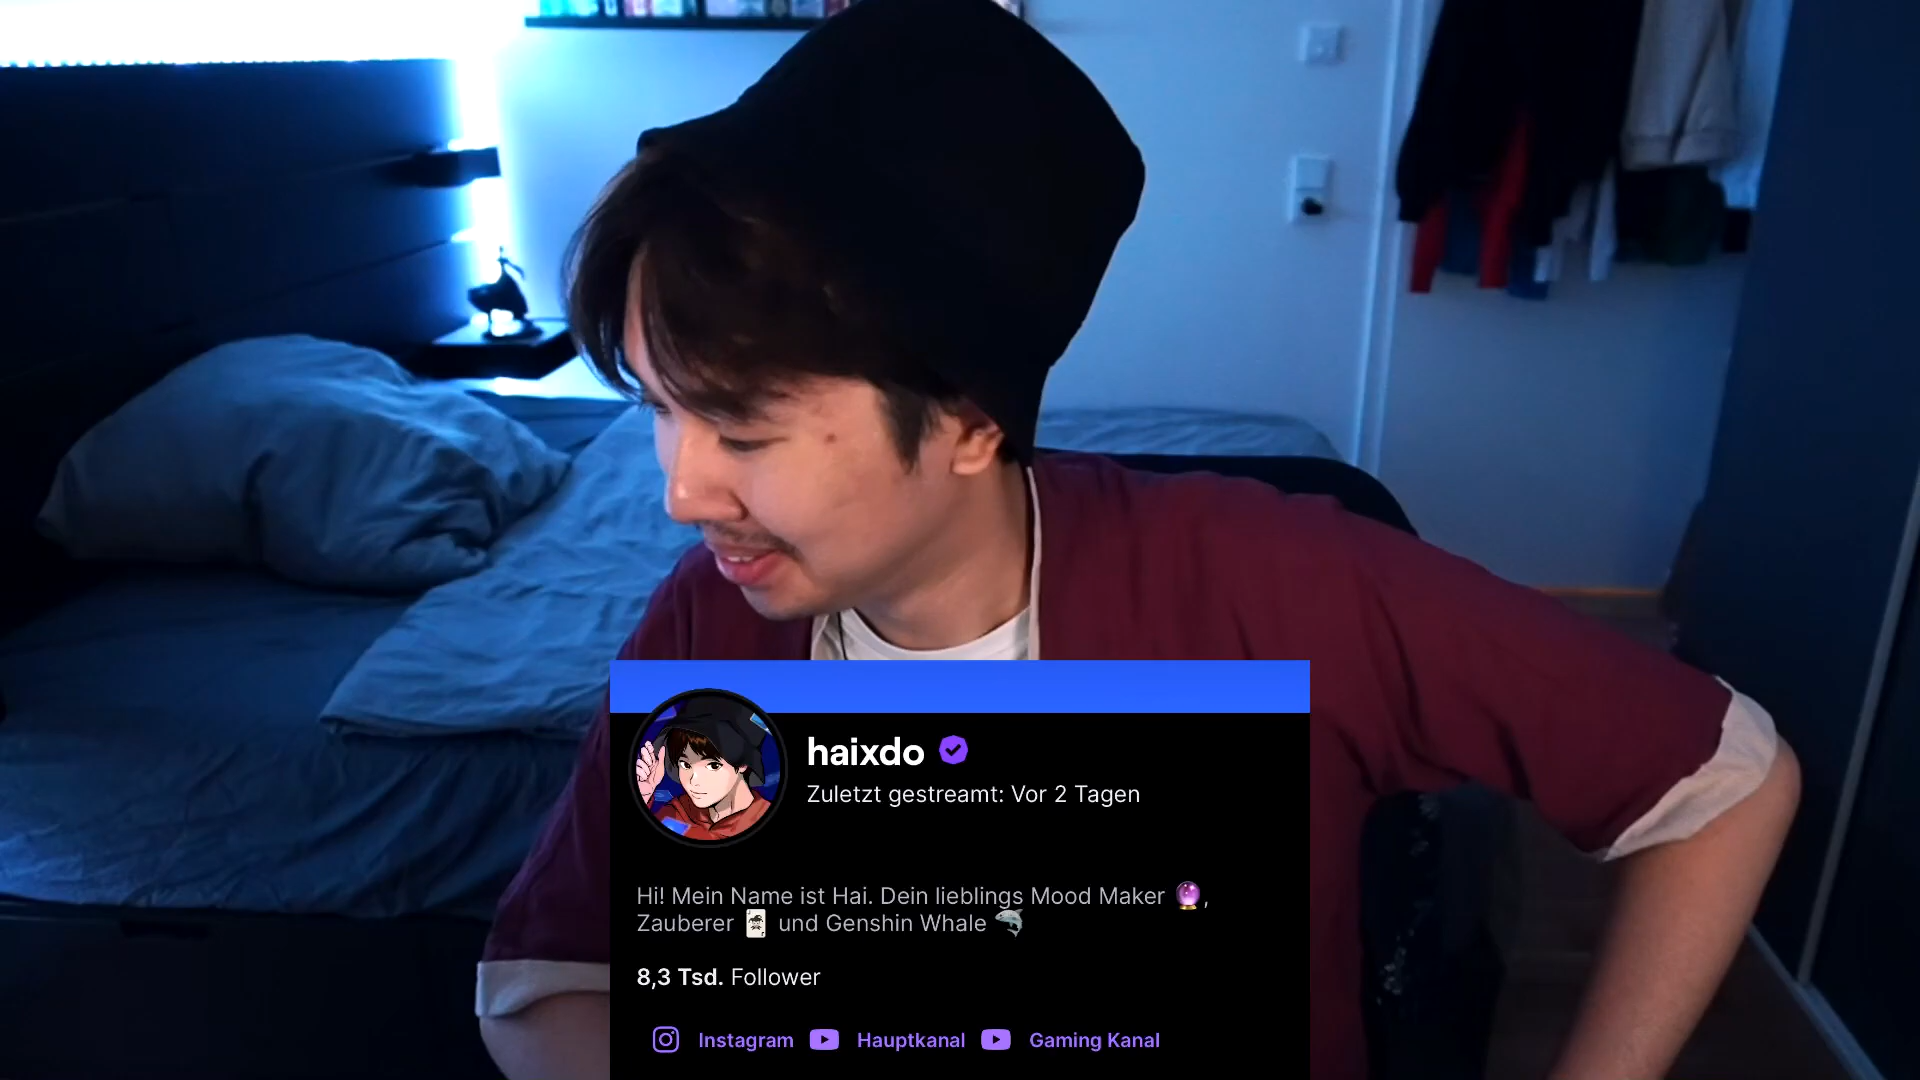 haixdo
Zuletzt gestreamt: Vor 2 Tagen
Hi! Mein Name ist Hai. Dein lieblings Mood Maker 🔮,
Zauberer 🃏 und Genshin Whale 🐳
8,3 Tsd. Follower
Instagram Hauptkanal Gaming Kanal